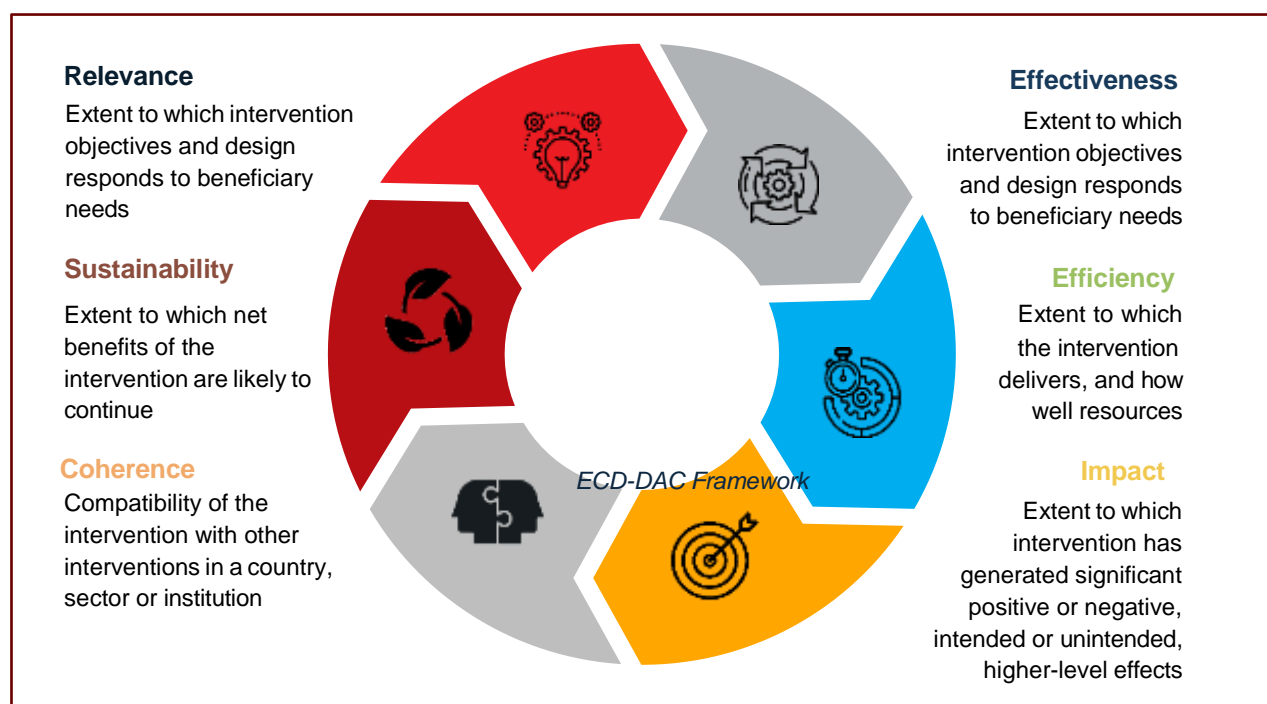 Relevance
Extent to which intervention
objectives and design
responds to beneficiary
needs
Sustainability
Extent to which net
benefits of the
intervention are likely to
continue
Coherence
Compatibility of the
intervention with other
interventions in a country,
sector or institution
ECD-DAC Framework
Effectiveness
Extent to which
intervention objectives
and design responds
to beneficiary needs
Efficiency
Extent to which
the intervention
delivers, and how
well resources
Impact
Extent to which
intervention has
generated significant
positive or negative,
intended or unintended,
higher-level effects